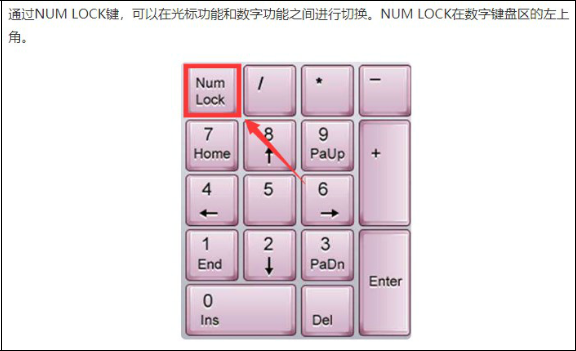 通过NUM LOCK键，可以在光标功能和数字功能之间进行切换。NUM LOCK在数字键盘区的左上
角。
Num
Lock
/
*
−
7
Home
8
↑
9
PaUp
+
4
←
5
6
→
1
End
2
↓
3
PaDn
Enter
0
Ins
Del